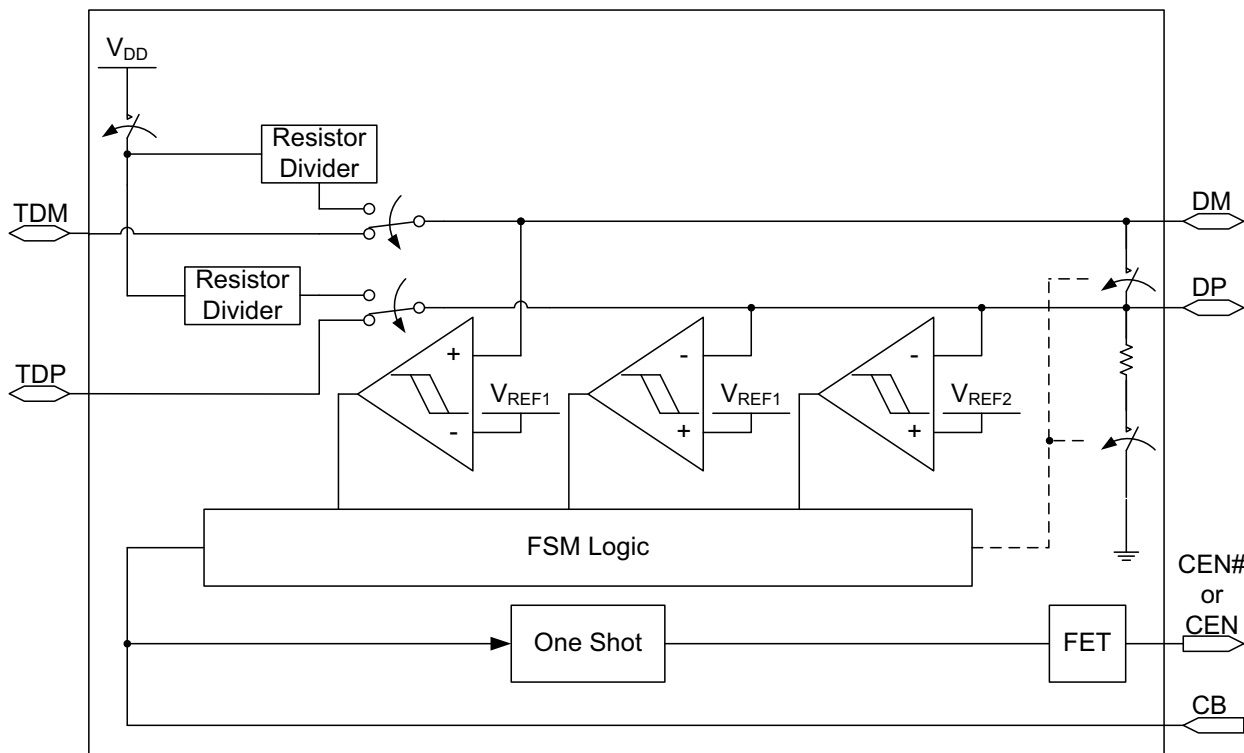 VDD
Resistor
Divider
TDM
DM
Resistor
Divider
DP
TDP
+
-
VREF1
-
+
VREF1
-
+
VREF2
FSM Logic
CEN#
or
CEN
One Shot
FET
CB